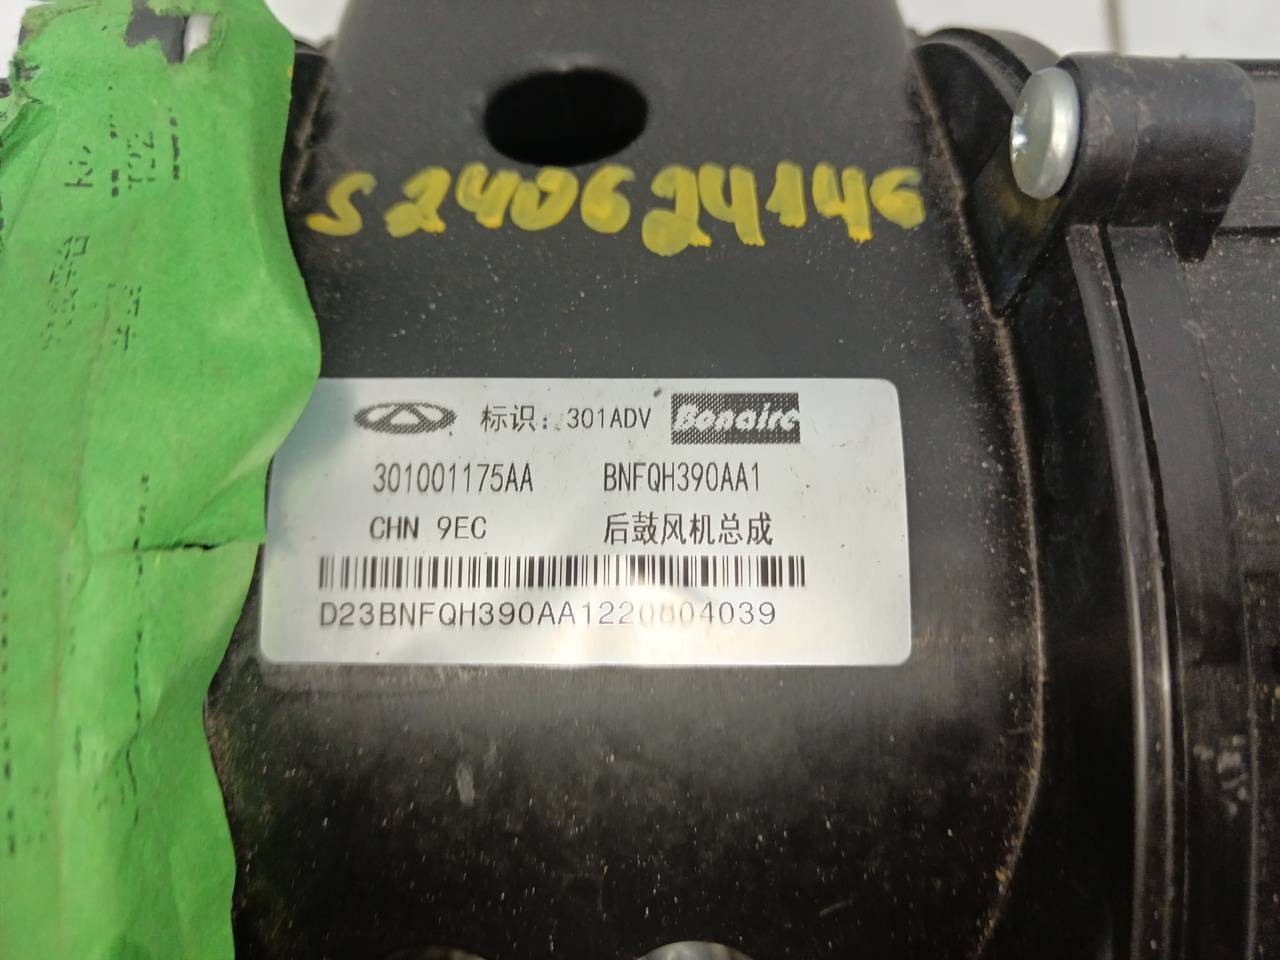 S240624146
标识: 301ADV Bonaire
301001175AA BNFQH390AA1
CHN 9EC 后鼓风机总成
D23BNFQH390AA1220804039